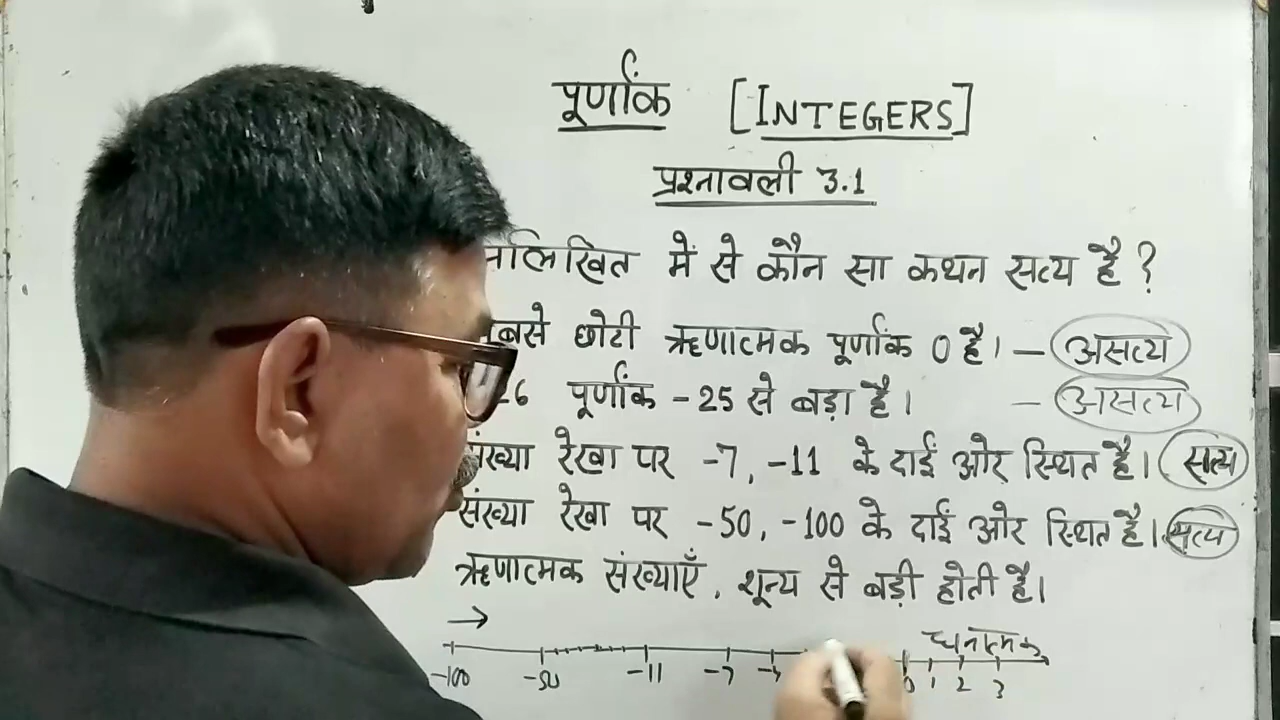 पूर्णांक [INTEGERS]
प्रश्नावली 3.1
में से कौन सा कथन सत्य है ?
छोटी ऋणात्मक पूर्णांक 0 है। — असत्य
पूर्णांक -25 से बड़ा है। — असत्य
रेखा पर -7, -11 के दाईं ओर स्थित है। सत्य
संख्या रेखा पर -50, -100 के दाईं ओर स्थित है। सत्य
ऋणात्मक संख्याएँ, शून्य से बड़ी होती है।
धनात्मक
-100 -50 -11 -7 0 1 2 3